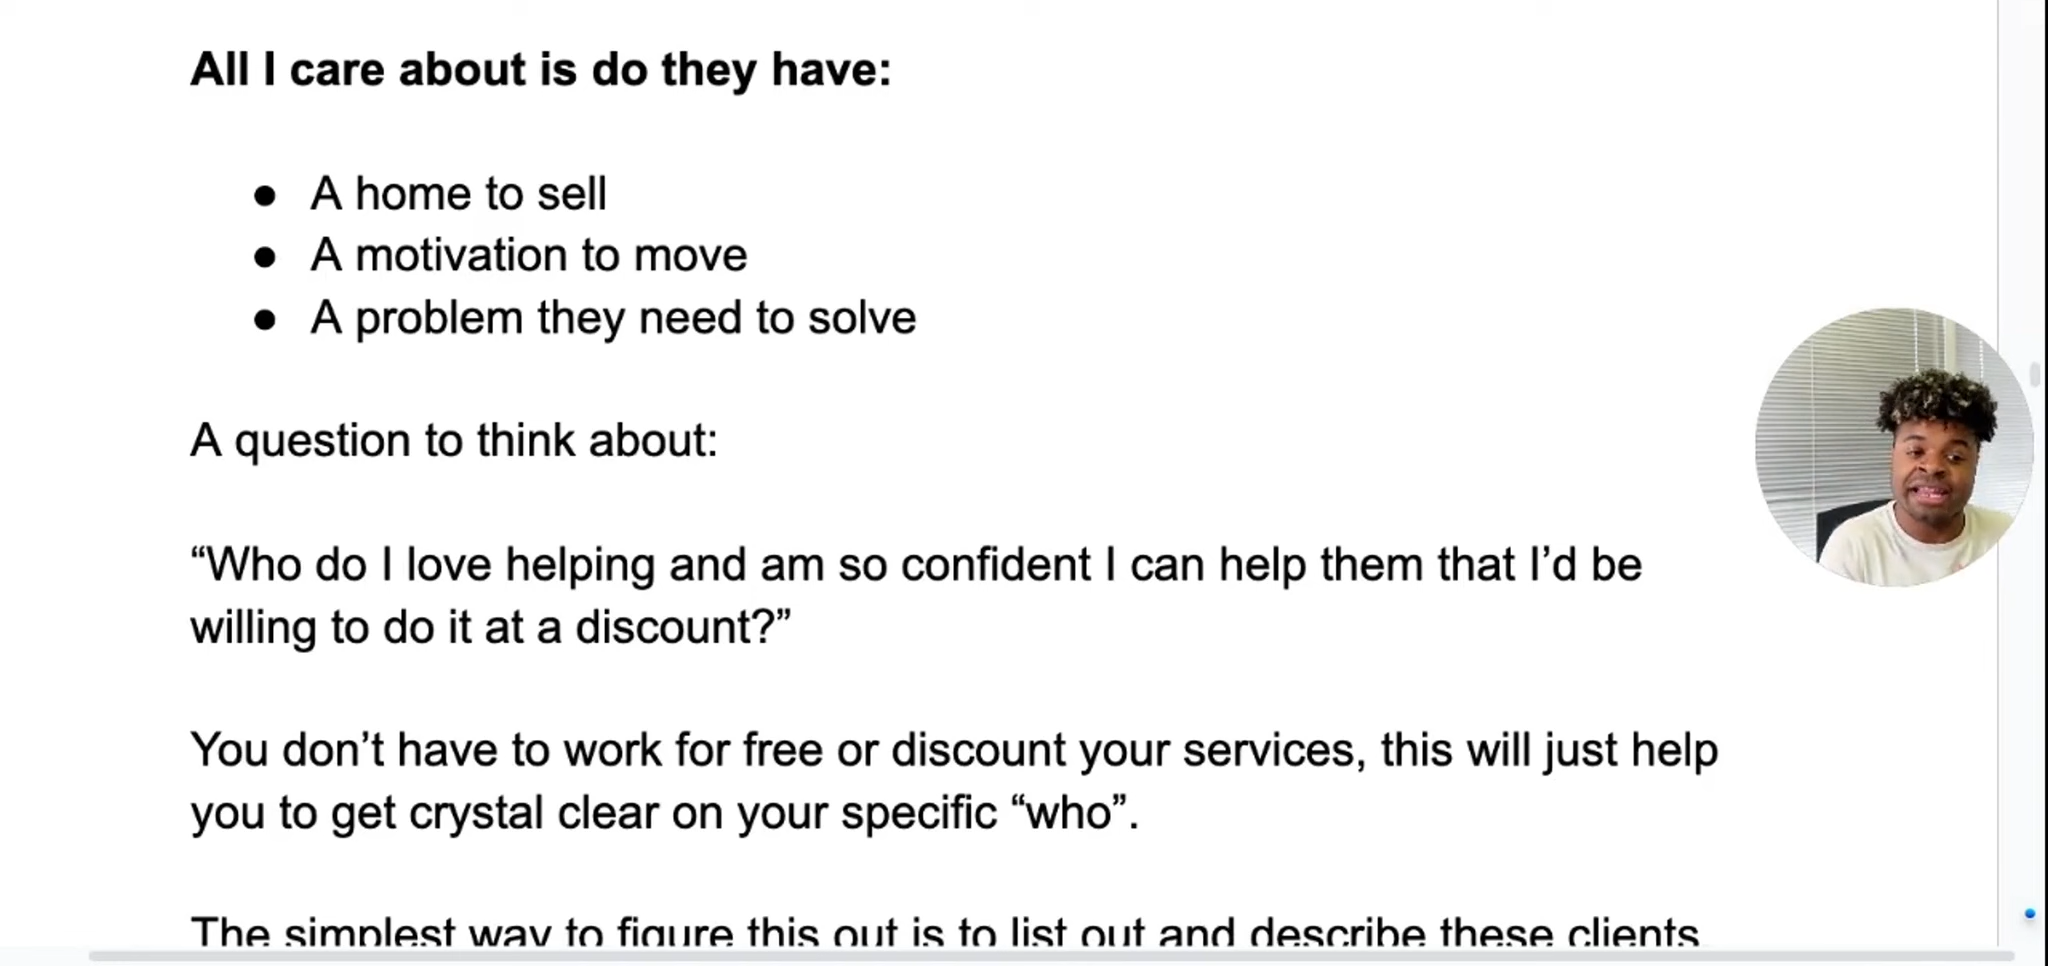 All I care about is do they have:
● A home to sell
● A motivation to move
● A problem they need to solve
A question to think about:
“Who do I love helping and am so confident I can help them that I’d be
willing to do it at a discount?”
You don’t have to work for free or discount your services, this will just help
you to get crystal clear on your specific “who”.
The simplest way to figure this out is to list out and describe these clients